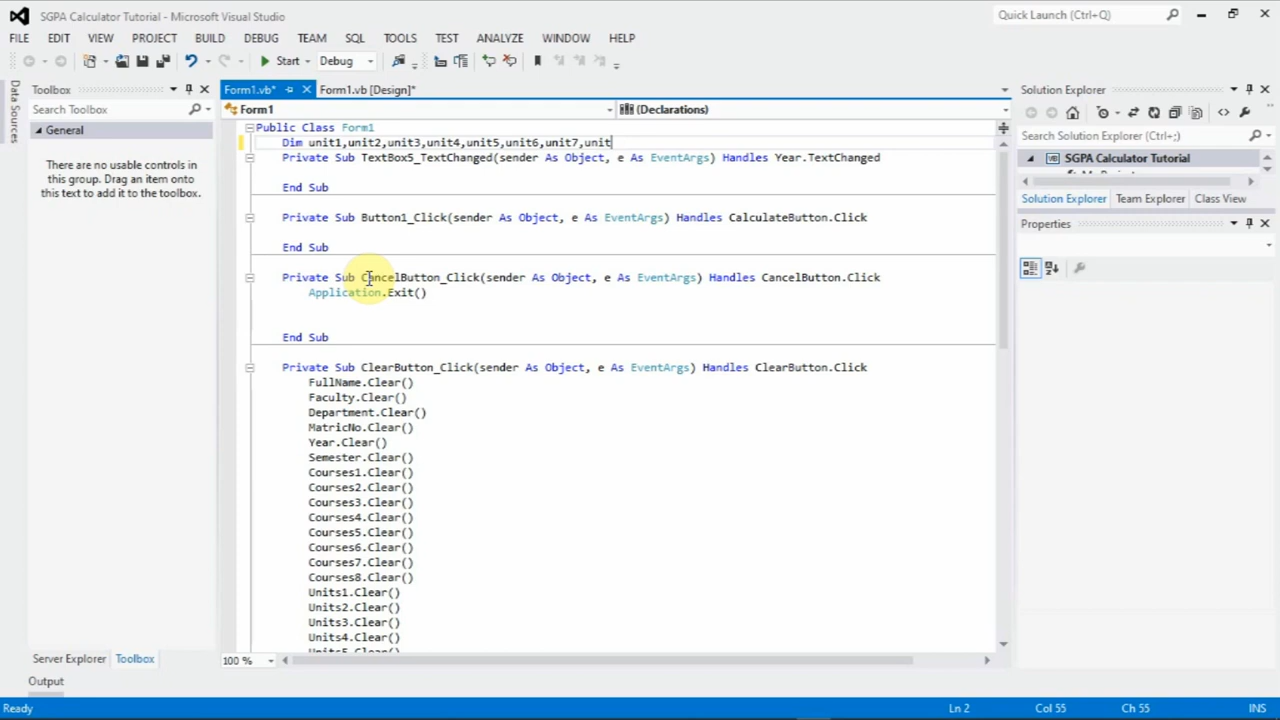 SGPA Calculator Tutorial - Microsoft Visual Studio
Quick Launch (Ctrl+Q)
FILE EDIT VIEW PROJECT BUILD DEBUG TEAM SQL TOOLS TEST ANALYZE WINDOW HELP
Start Debug
Data Sources
Toolbox
Search Toolbox
General
There are no usable controls in
this group. Drag an item onto
this text to add it to the toolbox.
Form1.vb* Form1.vb [Design]*
Form1 (Declarations)
Public Class Form1
Dim unit1,unit2,unit3,unit4,unit5,unit6,unit7,unit
Private Sub TextBox5_TextChanged(sender As Object, e As EventArgs) Handles Year.TextChanged
End Sub
Private Sub Button1_Click(sender As Object, e As EventArgs) Handles CalculateButton.Click
End Sub
Private Sub CancelButton_Click(sender As Object, e As EventArgs) Handles CancelButton.Click
Application.Exit()
End Sub
Private Sub ClearButton_Click(sender As Object, e As EventArgs) Handles ClearButton.Click
FullName.Clear()
Faculty.Clear()
Department.Clear()
MatricNo.Clear()
Year.Clear()
Semester.Clear()
Courses1.Clear()
Courses2.Clear()
Courses3.Clear()
Courses4.Clear()
Courses5.Clear()
Courses6.Clear()
Courses7.Clear()
Courses8.Clear()
Units1.Clear()
Units2.Clear()
Units3.Clear()
Units4.Clear()
Units5.Clear()
100 %
Solution Explorer
Search Solution Explorer (Ctrl+;)
SGPA Calculator Tutorial
Solution Explorer Team Explorer Class View
Properties
Server Explorer Toolbox
Output
Ready Ln 2 Col 55 Ch 55 INS